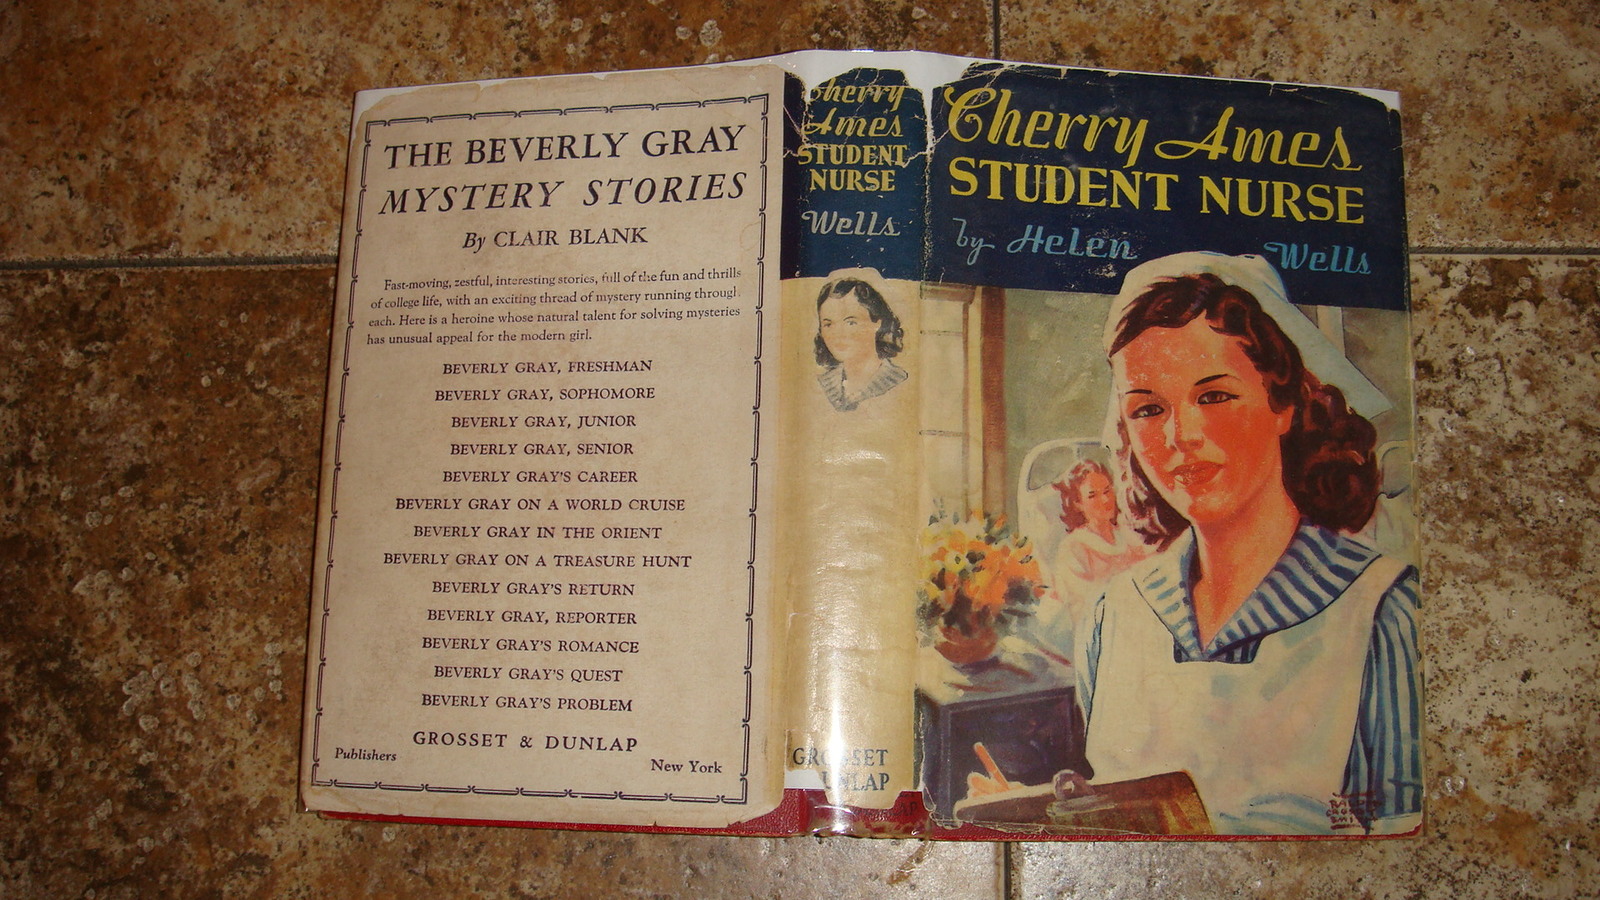 THE BEVERLY GRAY
MYSTERY STORIES
By CLAIR BLANK
Fast-moving, zestful, interesting stories, full of the fun and thrills
of college life, with an exciting thread of mystery running through
each. Here is a heroine whose natural talent for solving mysteries
has unusual appeal for the modern girl.
BEVERLY GRAY, FRESHMAN
BEVERLY GRAY, SOPHOMORE
BEVERLY GRAY, JUNIOR
BEVERLY GRAY, SENIOR
BEVERLY GRAY'S CAREER
BEVERLY GRAY ON A WORLD CRUISE
BEVERLY GRAY IN THE ORIENT
BEVERLY GRAY ON A TREASURE HUNT
BEVERLY GRAY'S RETURN
BEVERLY GRAY, REPORTER
BEVERLY GRAY'S ROMANCE
BEVERLY GRAY'S QUEST
BEVERLY GRAY'S PROBLEM
GROSSET & DUNLAP
Publishers New York
Cherry
Ames
STUDENT
NURSE
Wells
GROSSET
DUNLAP
Cherry Ames
STUDENT NURSE
by Helen Wells